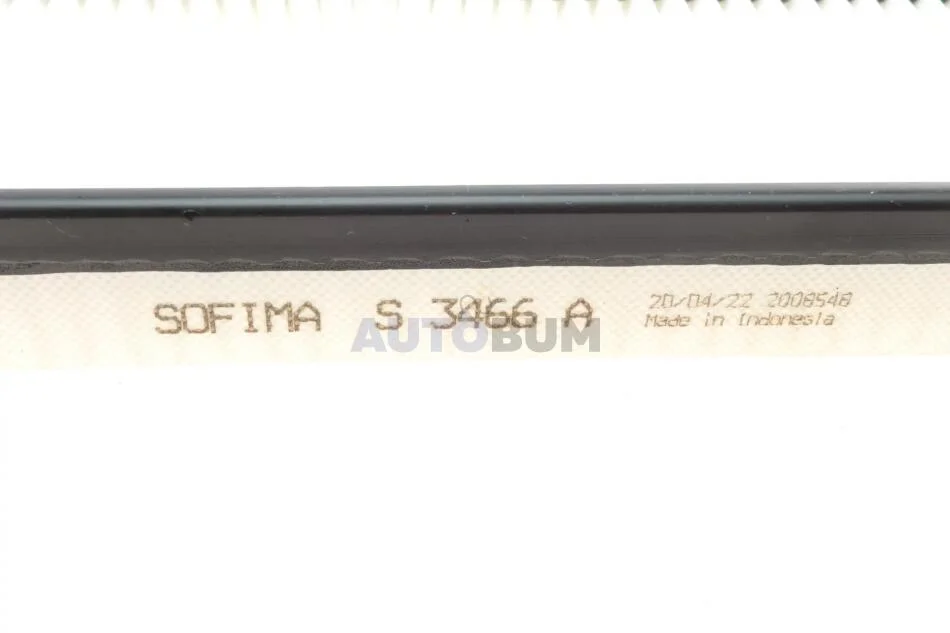 SOFIMA S 3466 A
20/04/22 2008548
Made in Indonesia
AUTOBUM